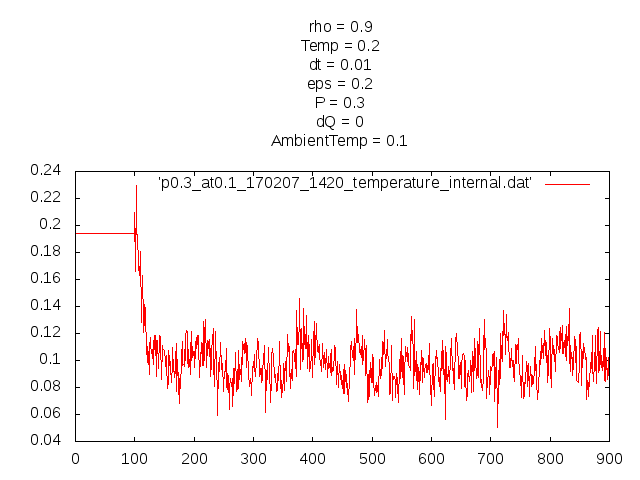 rho = 0.9
Temp = 0.2
dt = 0.01
eps = 0.2
P = 0.3
dQ = 0
AmbientTemp = 0.1
'p0.3_at0.1_170207_1420_temperature_internal.dat'
0.24
0.22
0.2
0.18
0.16
0.14
0.12
0.1
0.08
0.06
0.04
0 100 200 300 400 500 600 700 800 900